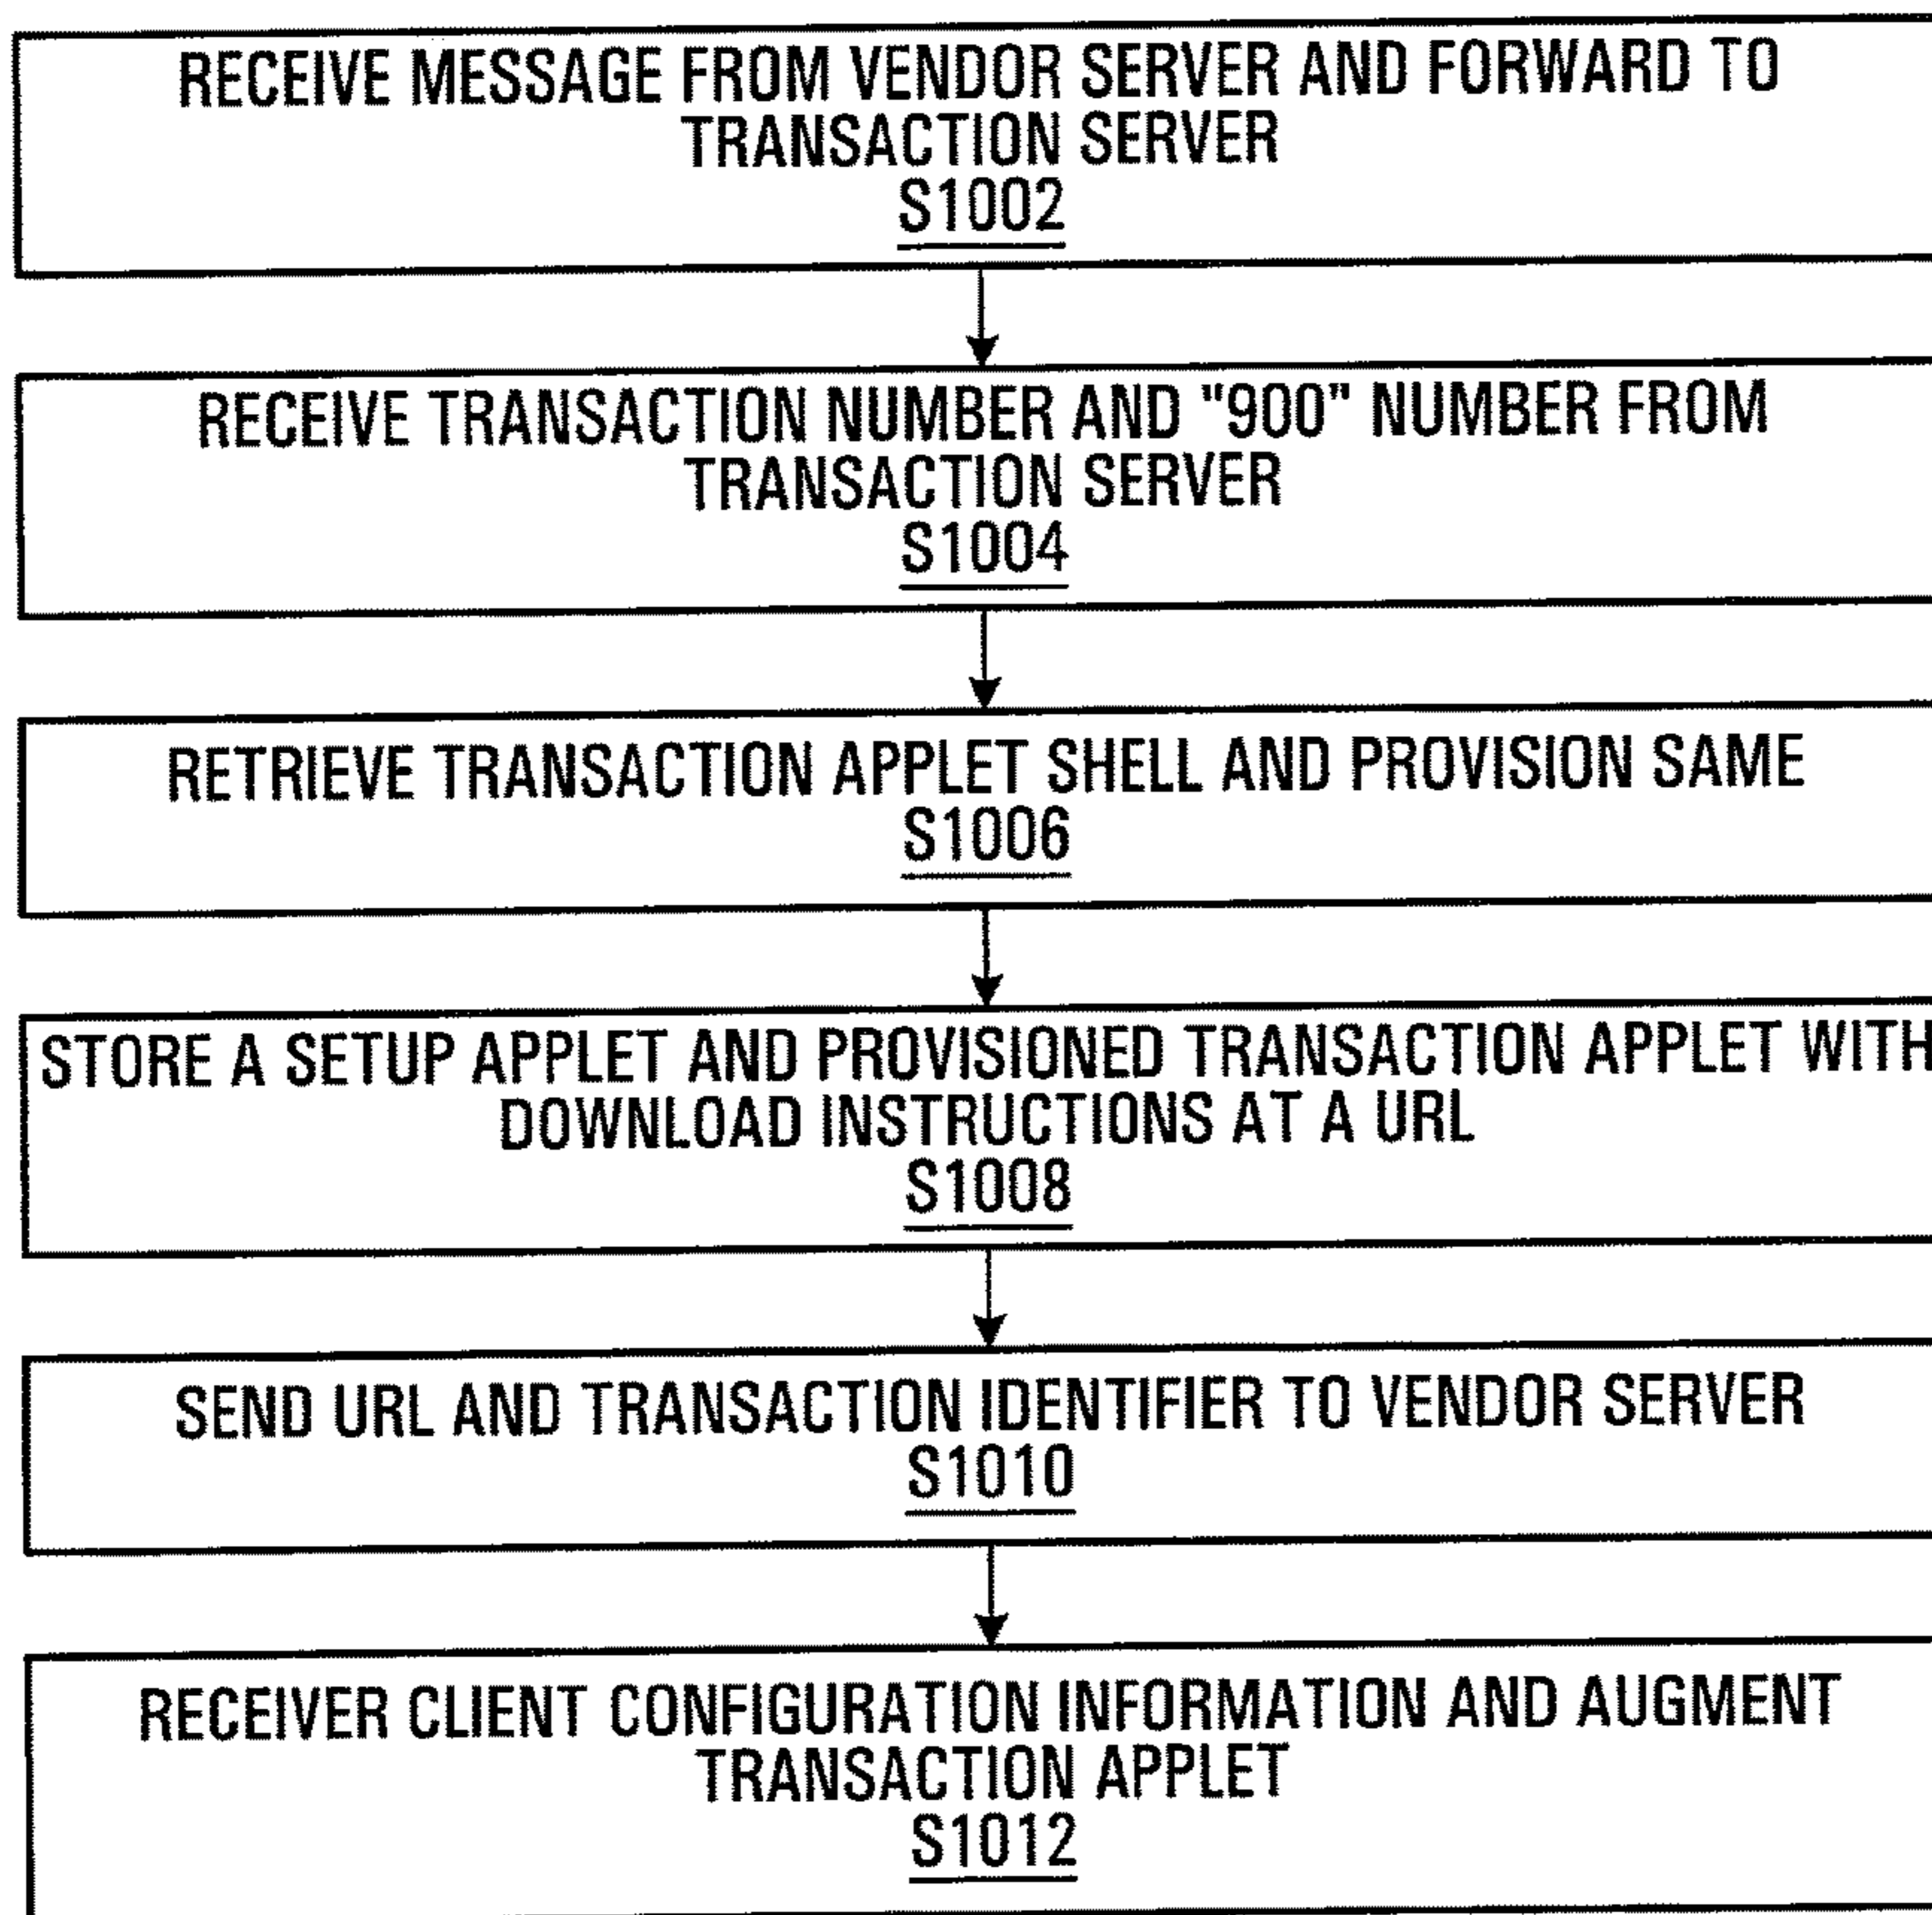 RECEIVE MESSAGE FROM VENDOR SERVER AND FORWARD TO
TRANSACTION SERVER
S1002
RECEIVE TRANSACTION NUMBER AND "900" NUMBER FROM
TRANSACTION SERVER
S1004
RETRIEVE TRANSACTION APPLET SHELL AND PROVISION SAME
S1006
STORE A SETUP APPLET AND PROVISIONED TRANSACTION APPLET WITH
DOWNLOAD INSTRUCTIONS AT A URL
S1008
SEND URL AND TRANSACTION IDENTIFIER TO VENDOR SERVER
S1010
RECEIVER CLIENT CONFIGURATION INFORMATION AND AUGMENT
TRANSACTION APPLET
S1012